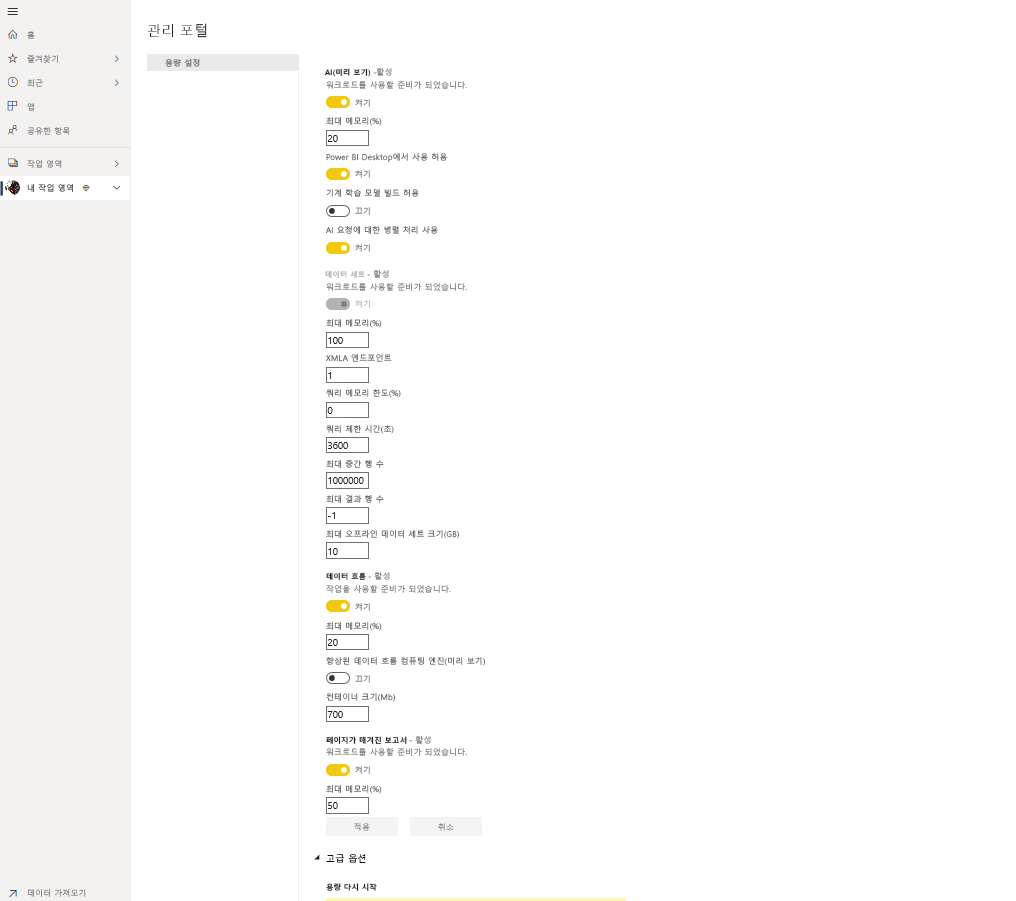 홈
즐겨찾기
최근
앱
공유한 항목
작업 영역
내 작업 영역
데이터 가져오기
관리 포털
용량 설정
AI(미리 보기) -활성
워크로드를 사용할 준비가 되었습니다.
켜기
최대 메모리(%)
20
Power BI Desktop에서 사용 허용
켜기
기계 학습 모델 빌드 허용
끄기
AI 요청에 대한 병렬 처리 사용
켜기
데이터 세트 - 활성
워크로드를 사용할 준비가 되었습니다.
켜기
최대 메모리(%)
100
XMLA 엔드포인트
1
쿼리 메모리 한도(%)
0
쿼리 제한 시간(초)
3600
최대 중간 행 수
1000000
최대 결과 행 수
-1
최대 오프라인 데이터 세트 크기(GB)
10
데이터 흐름 - 활성
작업을 사용할 준비가 되었습니다.
켜기
최대 메모리(%)
20
향상된 데이터 흐름 컴퓨팅 엔진(미리 보기)
끄기
컨테이너 크기(Mb)
700
페이지가 매겨진 보고서 - 활성
워크로드를 사용할 준비가 되었습니다.
켜기
최대 메모리(%)
50
적용 취소
고급 옵션
용량 다시 시작